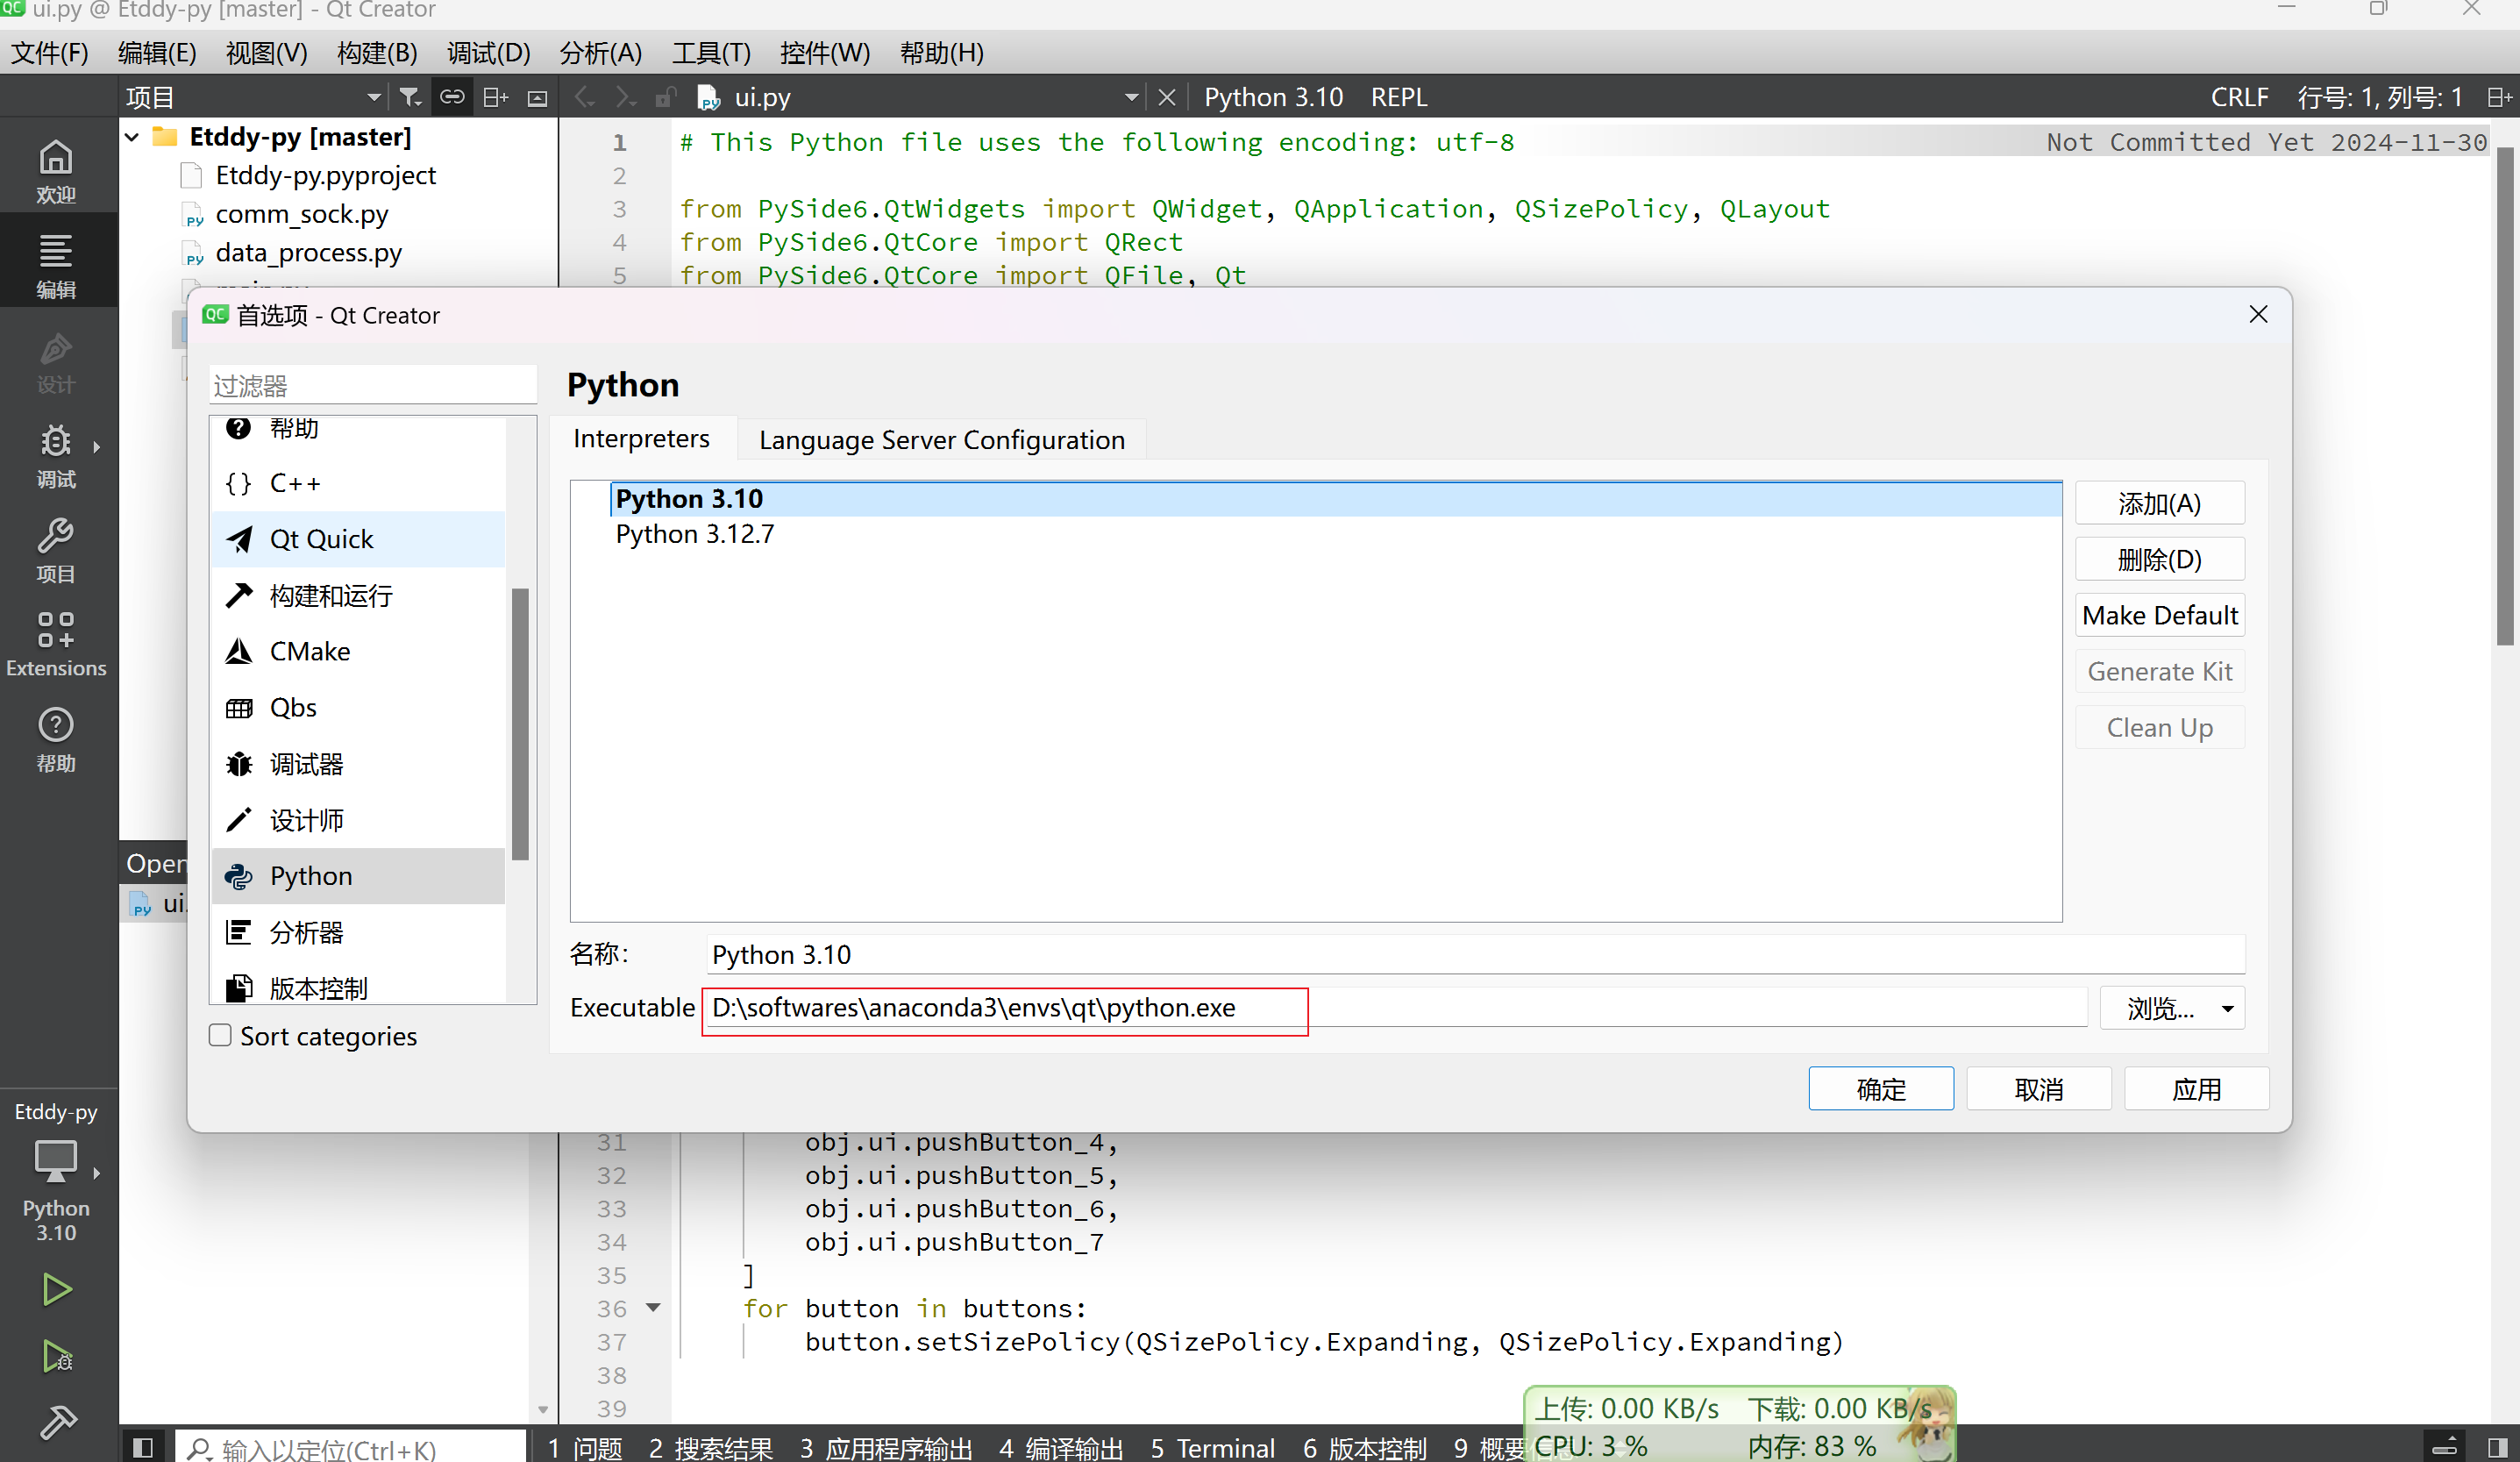 ui.py @ Etddy-py [master] - Qt Creator
文件(F) 编辑(E) 视图(V) 构建(B) 调试(D) 分析(A) 工具(T) 控件(W) 帮助(H)
项目
ui.py
Python 3.10
REPL
CRLF
行号: 1, 列号: 1
欢迎
编辑
设计
调试
项目
Extensions
帮助
Etddy-py [master]
Etddy-py.pyproject
comm_sock.py
data_process.py
1 # This Python file uses the following encoding: utf-8
Not Committed Yet 2024-11-30
2
3 from PySide6.QtWidgets import QWidget, QApplication, QSizePolicy, QLayout
4 from PySide6.QtCore import QRect
5 from PySide6.QtCore import QFile, Qt
首选项 - Qt Creator
过滤器
帮助
C++
Qt Quick
构建和运行
CMake
Qbs
调试器
设计师
Python
分析器
版本控制
Sort categories
Python
Interpreters
Language Server Configuration
Python 3.10
Python 3.12.7
添加(A)
删除(D)
Make Default
Generate Kit
Clean Up
名称: Python 3.10
Executable D:\softwares\anaconda3\envs\qt\python.exe
浏览...
确定 取消 应用
Open
ui.
Etddy-py
Python
3.10
31 obj.ui.pushButton_4,
32 obj.ui.pushButton_5,
33 obj.ui.pushButton_6,
34 obj.ui.pushButton_7
35 ]
36 for button in buttons:
37 button.setSizePolicy(QSizePolicy.Expanding, QSizePolicy.Expanding)
38
39
输入以定位(Ctrl+K)
1 问题 2 搜索结果 3 应用程序输出 4 编译输出 5 Terminal 6 版本控制 9 概要信息
上传: 0.00 KB/s 下载: 0.00 KB/s
CPU: 3 % 内存: 83 %